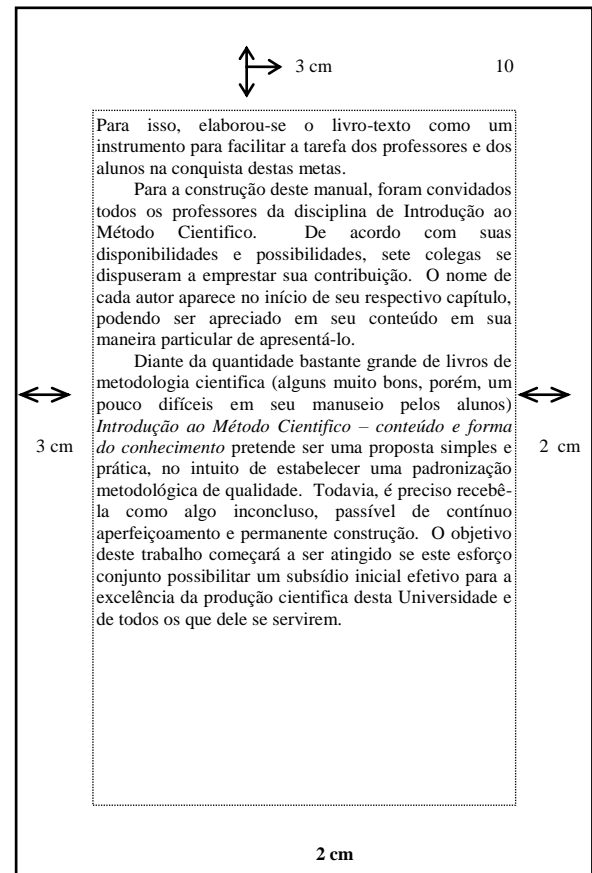 3 cm 10
Para isso, elaborou-se o livro-texto como um
instrumento para facilitar a tarefa dos professores e dos
alunos na conquista destas metas.
Para a construção deste manual, foram convidados
todos os professores da disciplina de Introdução ao
Método Cientifico. De acordo com suas
disponibilidades e possibilidades, sete colegas se
dispuseram a emprestar sua contribuição. O nome de
cada autor aparece no início de seu respectivo capítulo,
podendo ser apreciado em seu conteúdo em sua
maneira particular de apresentá-lo.
Diante da quantidade bastante grande de livros de
metodologia cientifica (alguns muito bons, porém, um
pouco difíceis em seu manuseio pelos alunos)
Introdução ao Método Cientifico – conteúdo e forma
do conhecimento pretende ser uma proposta simples e
prática, no intuito de estabelecer uma padronização
metodológica de qualidade. Todavia, é preciso recebê-
la como algo inconcluso, passível de contínuo
aperfeiçoamento e permanente construção. O objetivo
deste trabalho começará a ser atingido se este esforço
conjunto possibilitar um subsídio inicial efetivo para a
excelência da produção cientifica desta Universidade e
de todos os que dele se servirem.
3 cm
2 cm
2 cm